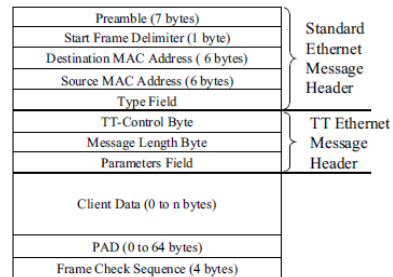 Preamble (7 bytes)
Start Frame Delimiter (1 byte)
Destination MAC Address ( 6 bytes)
Source MAC Address (6 bytes)
Type Field
Standard
Ethernet
Message
Header
TT-Control Byte
Message Length Byte
Parameters Field
TT Ethernet
Message
Header
Client Data (0 to n bytes)
PAD (0 to 64 bytes)
Frame Check Sequence (4 bytes)